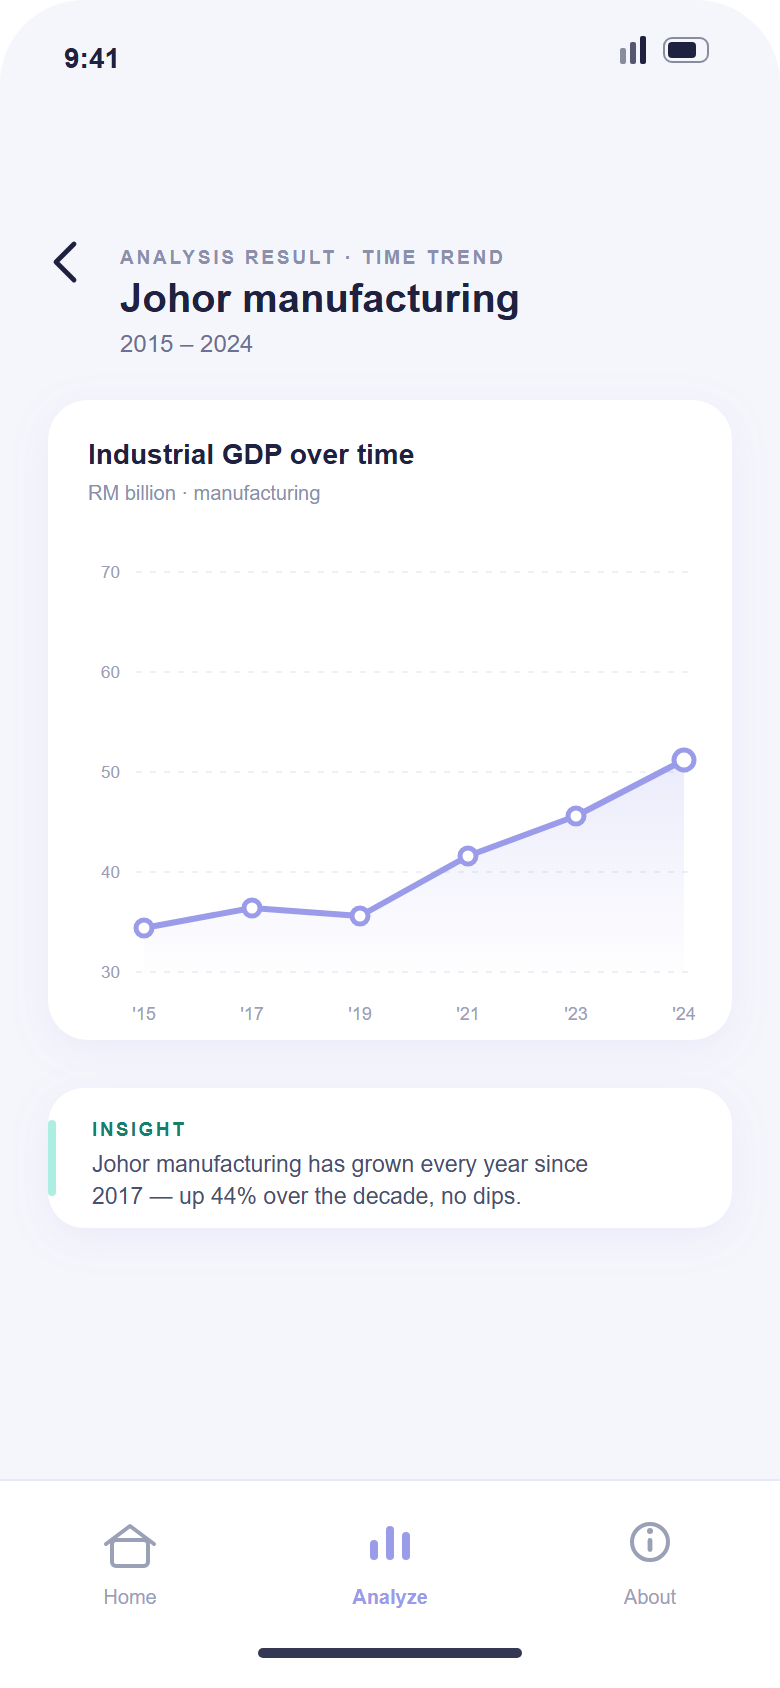 9:41
ANALYSIS RESULT · TIME TREND
Johor manufacturing
2015 – 2024
Industrial GDP over time
RM billion · manufacturing
70
60
50
40
30
'15 '17 '19 '21 '23 '24
INSIGHT
Johor manufacturing has grown every year since
2017 — up 44% over the decade, no dips.
Home Analyze About